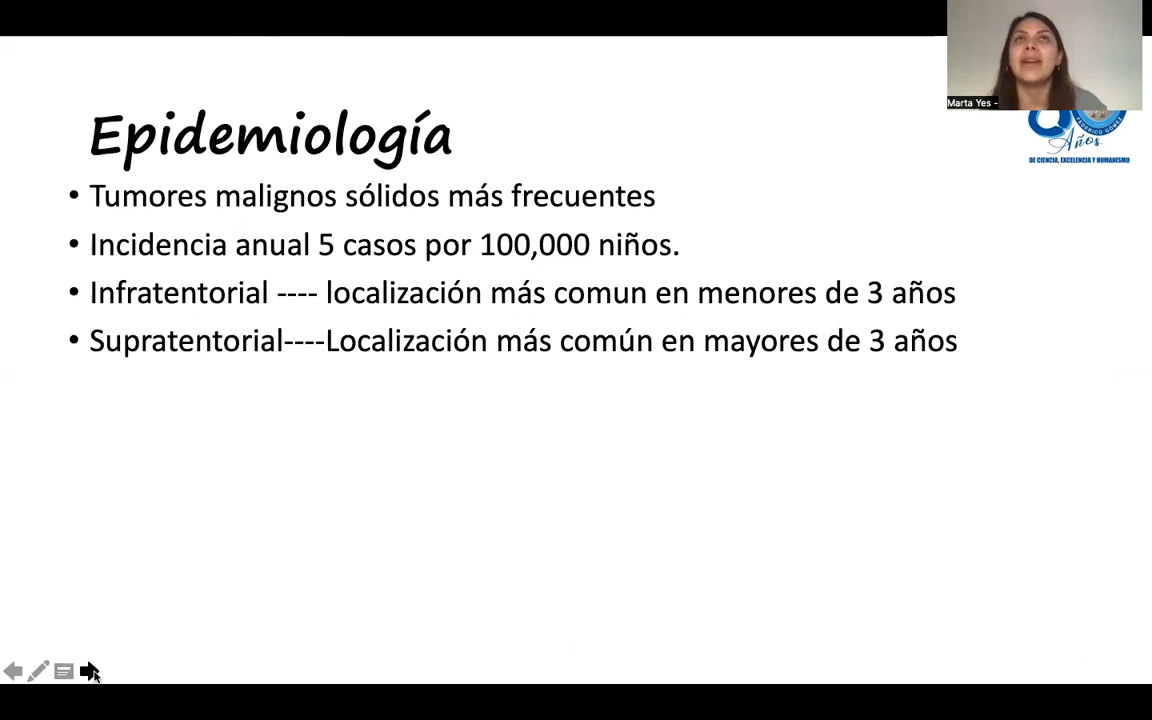 Marta Yes -
FEDERICO GÓMEZ
Años
DE CIENCIA, EXCELENCIA Y HUMANISMO
Epidemiología
• Tumores malignos sólidos más frecuentes
• Incidencia anual 5 casos por 100,000 niños.
• Infratentorial ---- localización más comun en menores de 3 años
• Supratentorial----Localización más común en mayores de 3 años